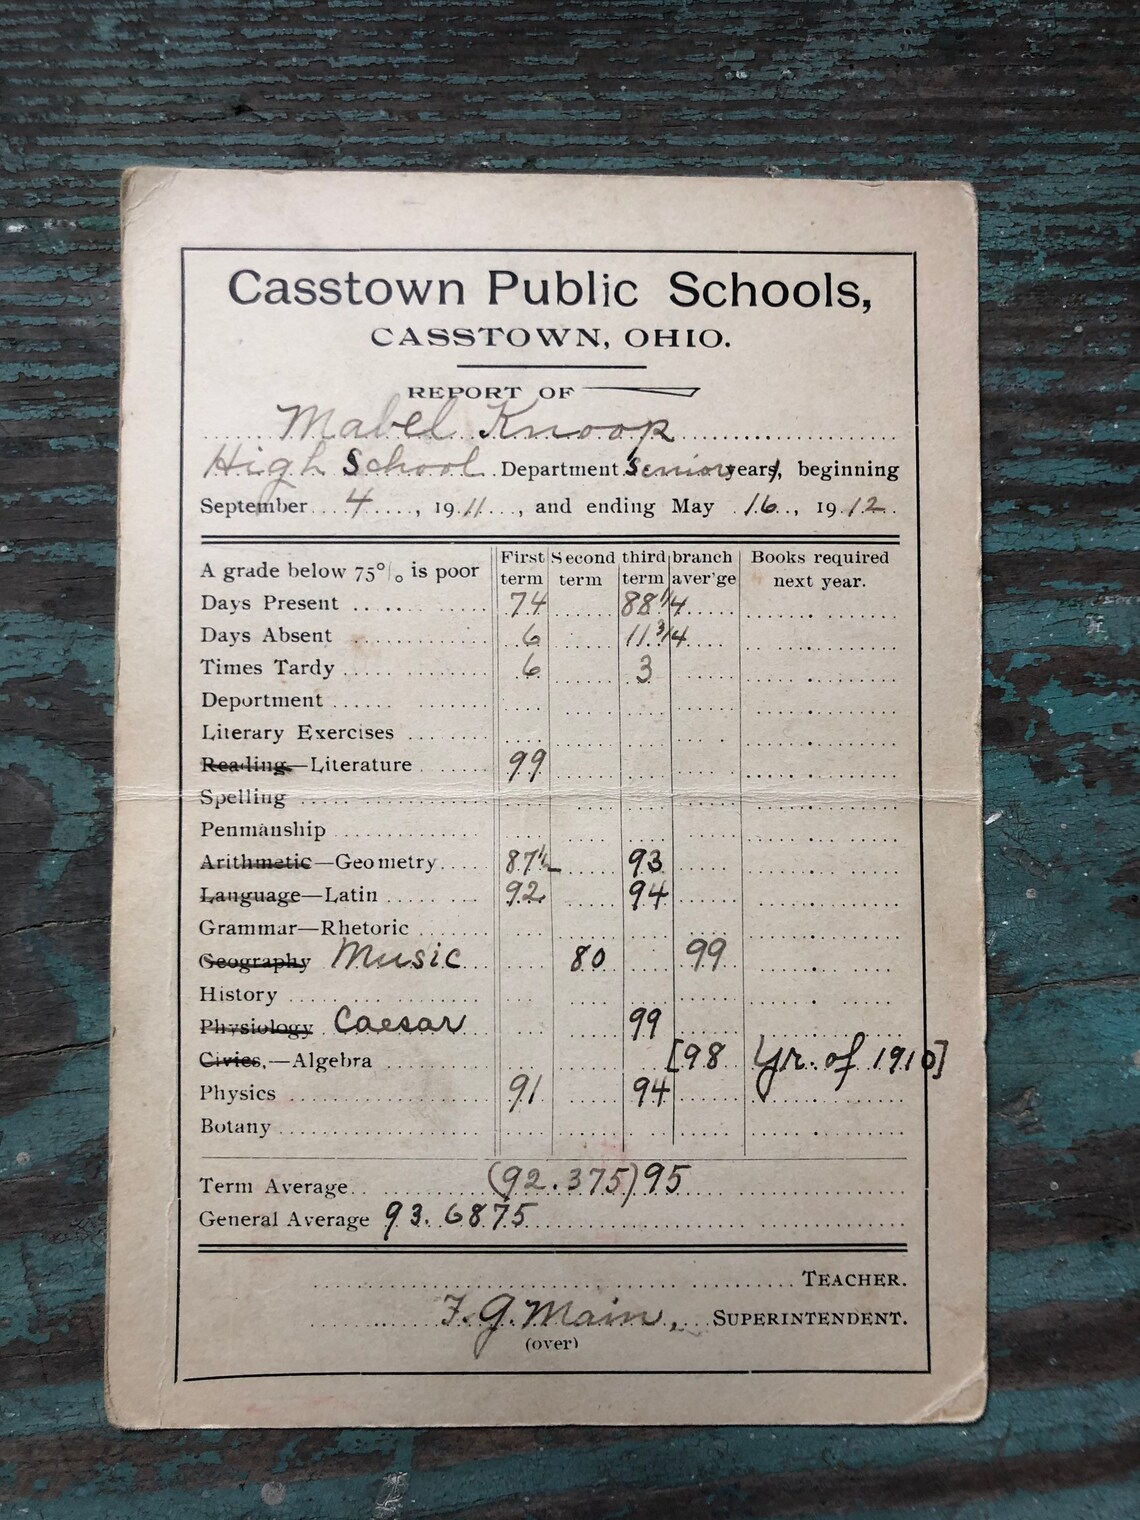 Casstown Public Schools,
CASSTOWN, OHIO.
REPORT OF
Mabel Knoop
High School Department Senior years, beginning
September 4, 1911, and ending May 16, 1912.
A grade below 75% is poor First term Second term third term branch aver'ge Books required next year.
Days Present 74 88 1/4
Days Absent 6 11 3/4
Times Tardy 6 3
Deportment
Literary Exercises
Reading—Literature 99
Spelling
Penmanship
Arithmetic—Geometry 87 1/2 93
Language—Latin 92 94
Grammar—Rhetoric
Geography Music 80 99
History
Physiology Caesar 99
Civics,—Algebra [98 Yr. of 1910]
Physics 91 94
Botany
Term Average (92.375) 95
General Average 93.6875
TEACHER.
F. G. Main, SUPERINTENDENT.
(over)